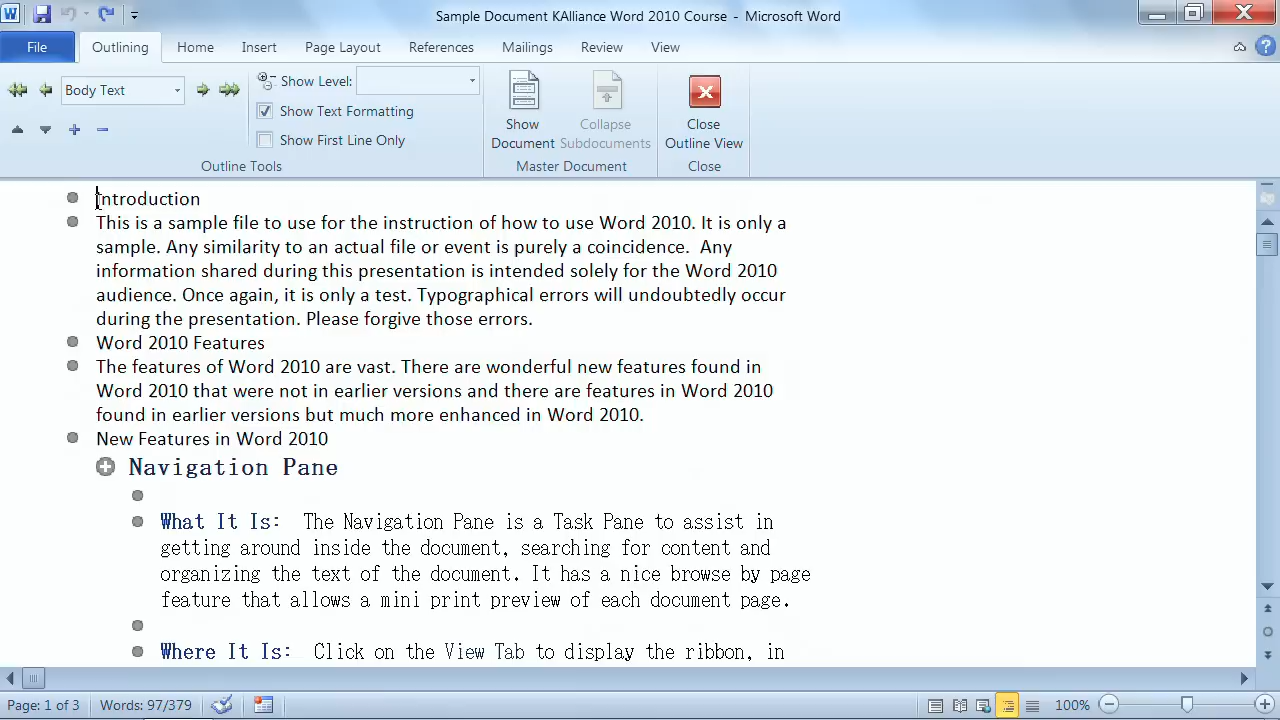 Sample Document KAlliance Word 2010 Course - Microsoft Word
File Outlining Home Insert Page Layout References Mailings Review View
Body Text
Show Level:
Show Text Formatting
Show First Line Only
Outline Tools
Show Document
Collapse Subdocuments
Master Document
Close Outline View
Close
Introduction
This is a sample file to use for the instruction of how to use Word 2010. It is only a
sample. Any similarity to an actual file or event is purely a coincidence.  Any
information shared during this presentation is intended solely for the Word 2010
audience. Once again, it is only a test. Typographical errors will undoubtedly occur
during the presentation. Please forgive those errors.
Word 2010 Features
The features of Word 2010 are vast. There are wonderful new features found in
Word 2010 that were not in earlier versions and there are features in Word 2010
found in earlier versions but much more enhanced in Word 2010.
New Features in Word 2010
Navigation Pane
What It Is:  The Navigation Pane is a Task Pane to assist in
getting around inside the document, searching for content and
organizing the text of the document. It has a nice browse by page
feature that allows a mini print preview of each document page.
Where It Is:  Click on the View Tab to display the ribbon, in
Page: 1 of 3 Words: 97/379 100%